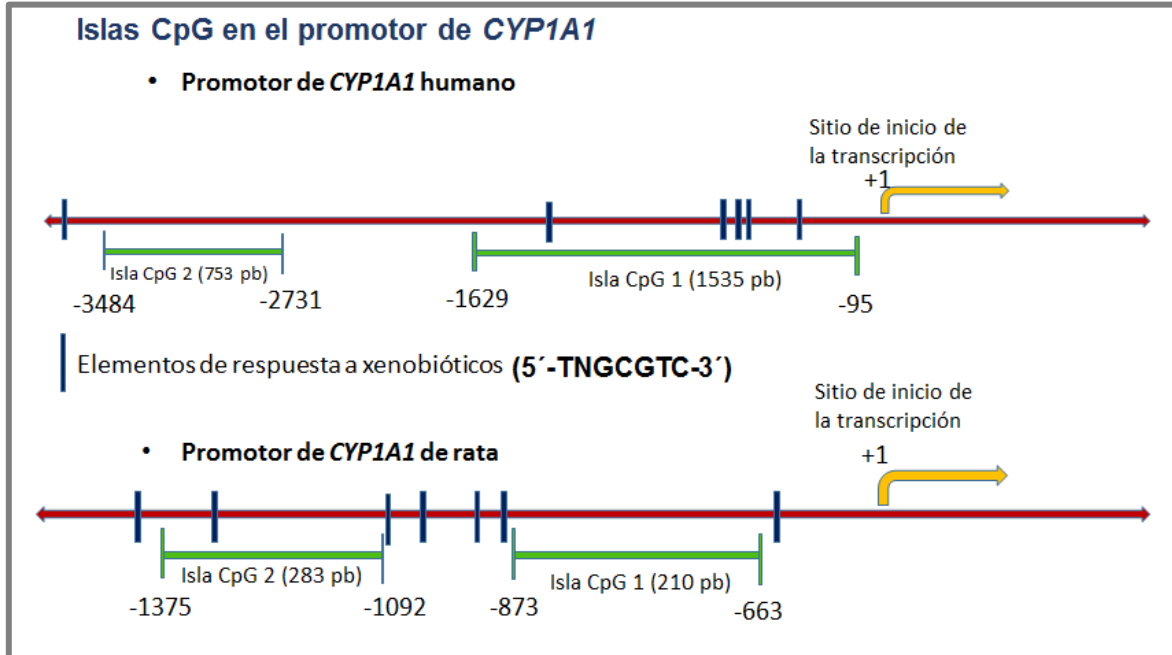 Islas CpG en el promotor de CYP1A1
• Promotor de CYP1A1 humano
Sitio de inicio de
la transcripción
+1
Isla CpG 2 (753 pb)
Isla CpG 1 (1535 pb)
-3484
-2731
-1629
-95
Elementos de respuesta a xenobióticos (5´-TNGCGTC-3´)
Sitio de inicio de
la transcripción
• Promotor de CYP1A1 de rata
+1
Isla CpG 2 (283 pb)
Isla CpG 1 (210 pb)
-1375
-1092
-873
-663